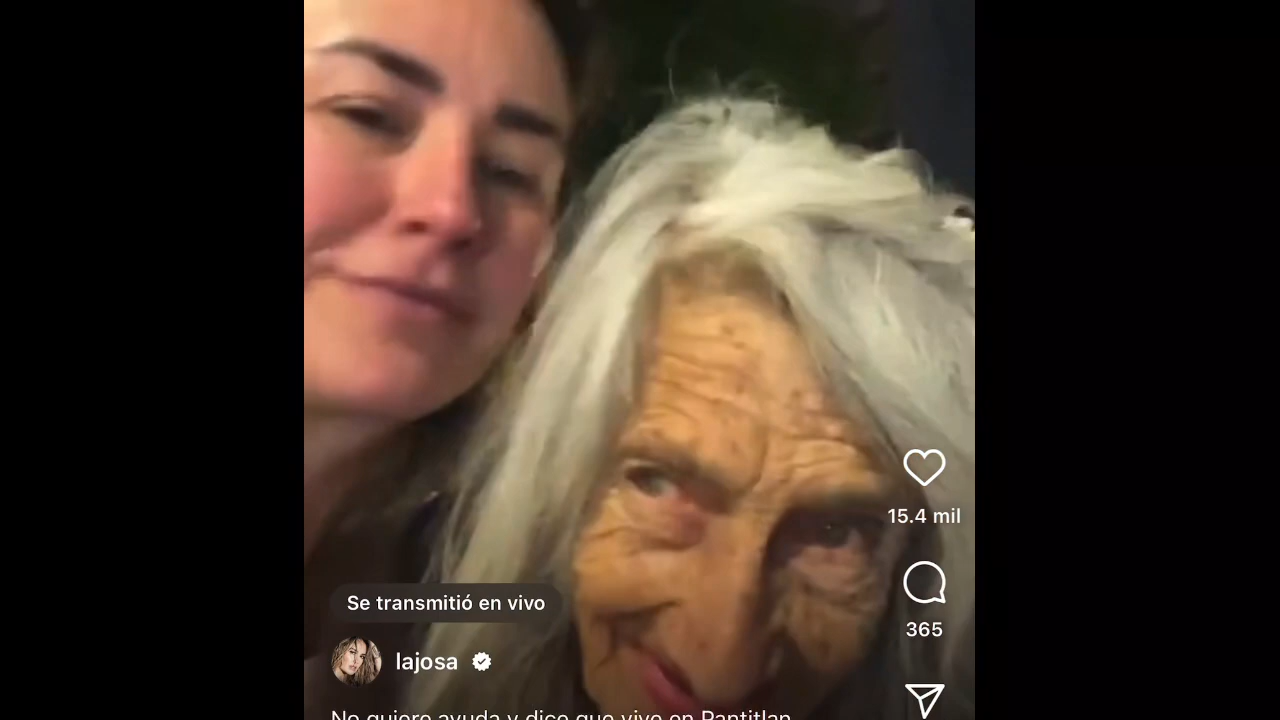 15.4 mil
Se transmitió en vivo
365
lajosa
No quiere ayuda y dice que vive en Pantitlan